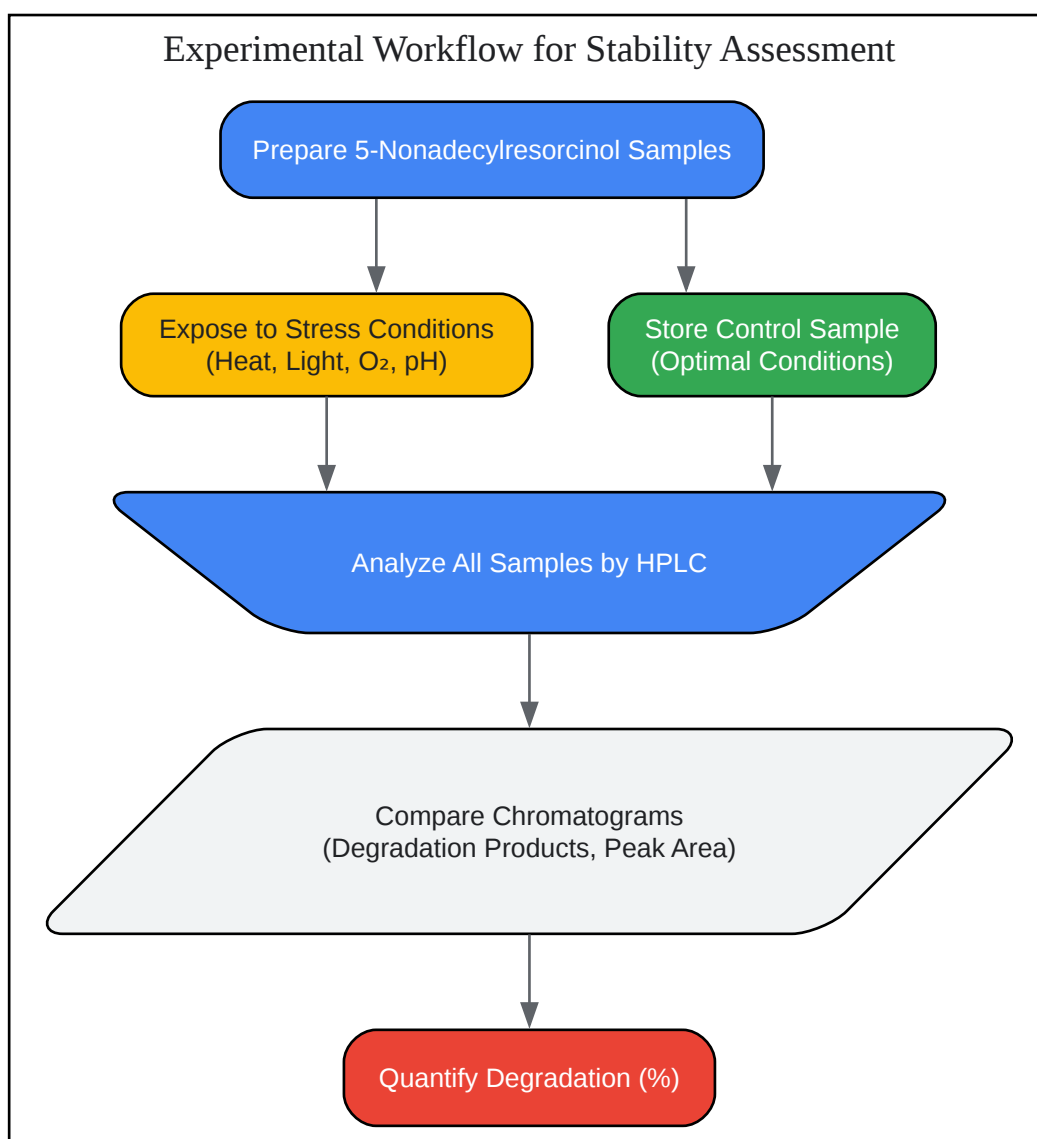 Experimental Workflow for Stability Assessment
Prepare 5-Nonadecylresorcinol Samples
Expose to Stress Conditions
(Heat, Light, O₂, pH)
Store Control Sample
(Optimal Conditions)
Analyze All Samples by HPLC
Compare Chromatograms
(Degradation Products, Peak Area)
Quantify Degradation (%)